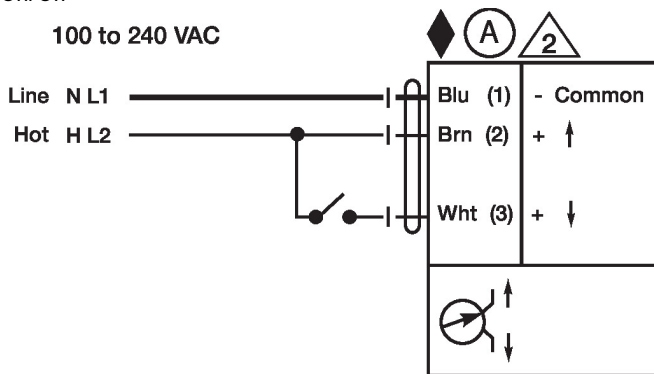 100 to 240 VAC
A
2
Line N L1
Blu (1) - Common
Hot H L2
Brn (2) + ↑
Wht (3) + ↓